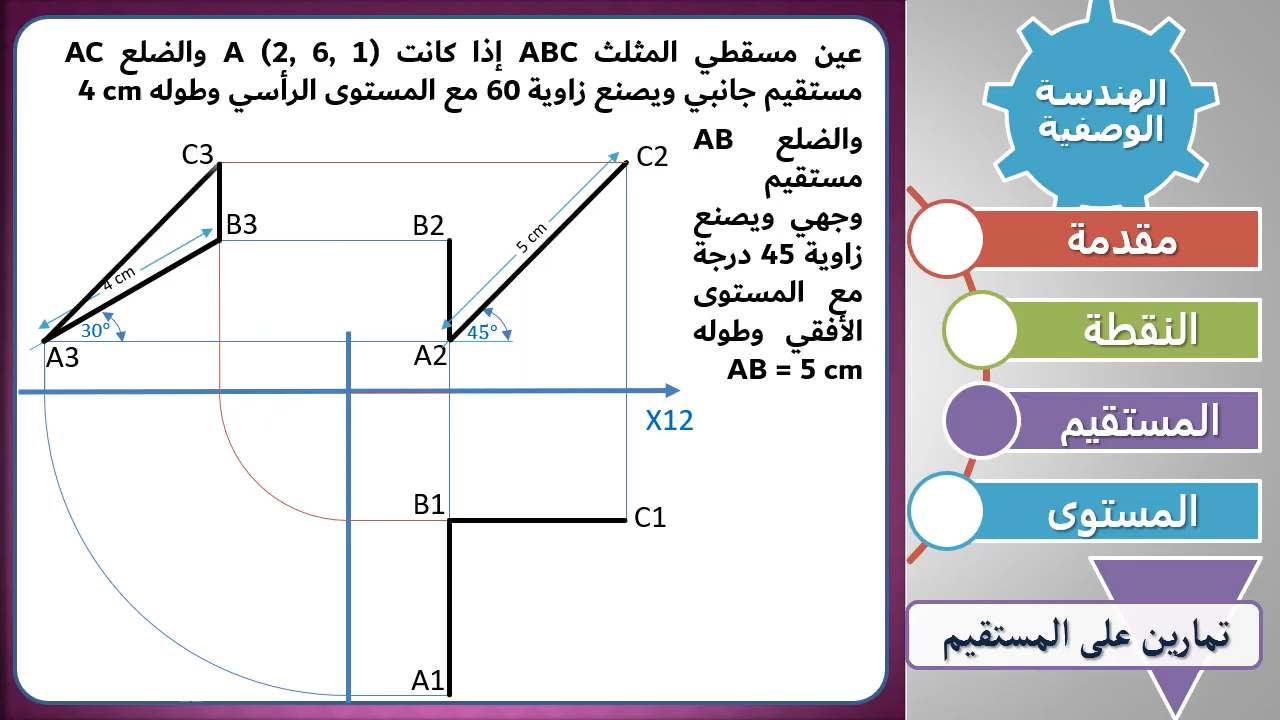 عين مسقطي المثلث ABC إذا كانت A (2, 6, 1) والضلع AC
مستقيم جانبي ويصنع زاوية 60 مع المستوى الرأسي وطوله 4 cm
والضلع AB
مستقيم
وجهي ويصنع
زاوية 45 درجة
مع المستوى
الأفقي وطوله
AB = 5 cm
C3
C2
B3
B2
5 cm
4 cm
30°
45°
A3
A2
X12
B1
C1
A1
الهندسة
الوصفية
مقدمة
النقطة
المستقيم
المستوى
تمارين على المستقيم